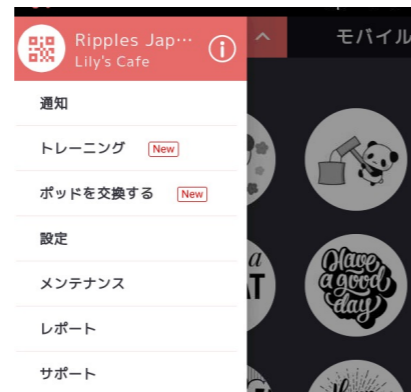 Ripples Jap…
Lily's Cafe
モバイル
通知
トレーニング New
ポッドを交換する New
設定
メンテナンス
レポート
サポート
a
AT
Have
a good
day